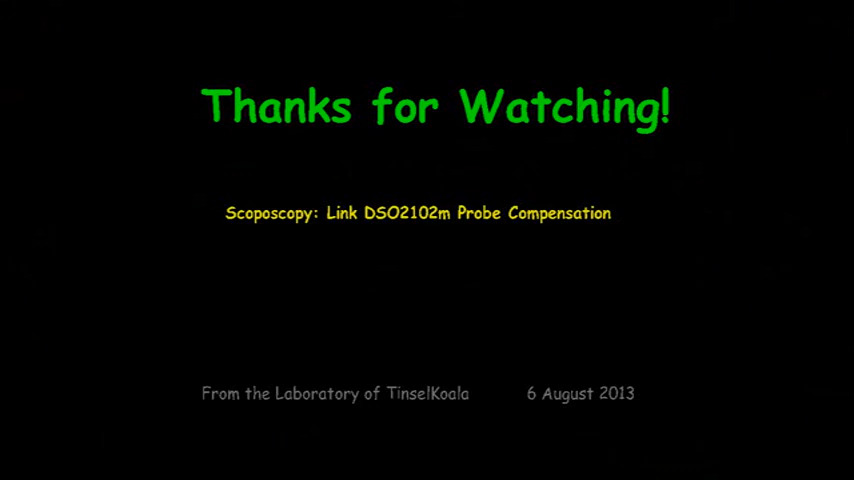 Thanks for Watching!
Scoposcopy: Link DSO2102m Probe Compensation
From the Laboratory of TinselKoala 6 August 2013